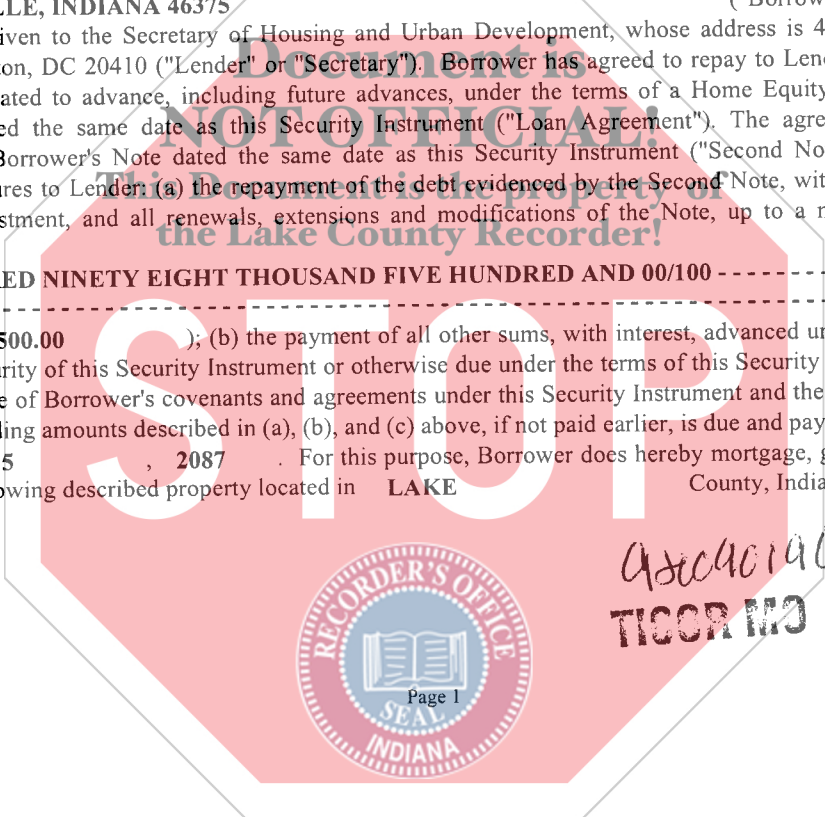 LLE, INDIANA 46375 ("Borrow
iven to the Secretary of Housing and Urban Development, whose address is 4
on, DC 20410 ("Lender" or "Secretary"). Borrower has agreed to repay to Lend
ated to advance, including future advances, under the terms of a Home Equity
ed the same date as this Security Instrument ("Loan Agreement"). The agre
Borrower's Note dated the same date as this Security Instrument ("Second No
ures to Lender: (a) the repayment of the debt evidenced by the Second Note, wit
stment, and all renewals, extensions and modifications of the Note, up to a m
Document is
NOT OFFICIAL!
This Document is the property of
the Lake County Recorder!
ED NINETY EIGHT THOUSAND FIVE HUNDRED AND 00/100 - - - - - - -
500.00 ); (b) the payment of all other sums, with interest, advanced un
rity of this Security Instrument or otherwise due under the terms of this Security
e of Borrower's covenants and agreements under this Security Instrument and the
ling amounts described in (a), (b), and (c) above, if not paid earlier, is due and pay
5 , 2087 . For this purpose, Borrower does hereby mortgage, g
owing described property located in LAKE County, India
STOP
TICOR MO
RECORDER'S OFFICE
Page 1
SEAL
INDIANA